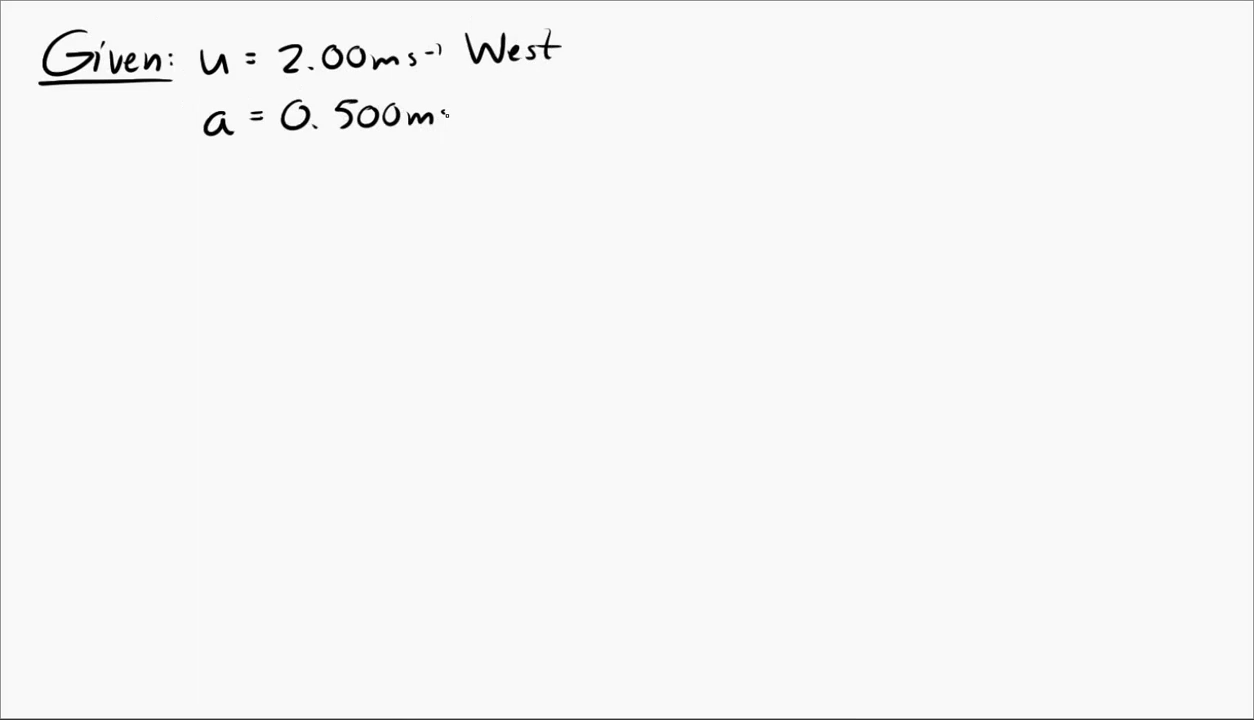 Given: u = 2.00ms⁻¹ West
a = 0.500m